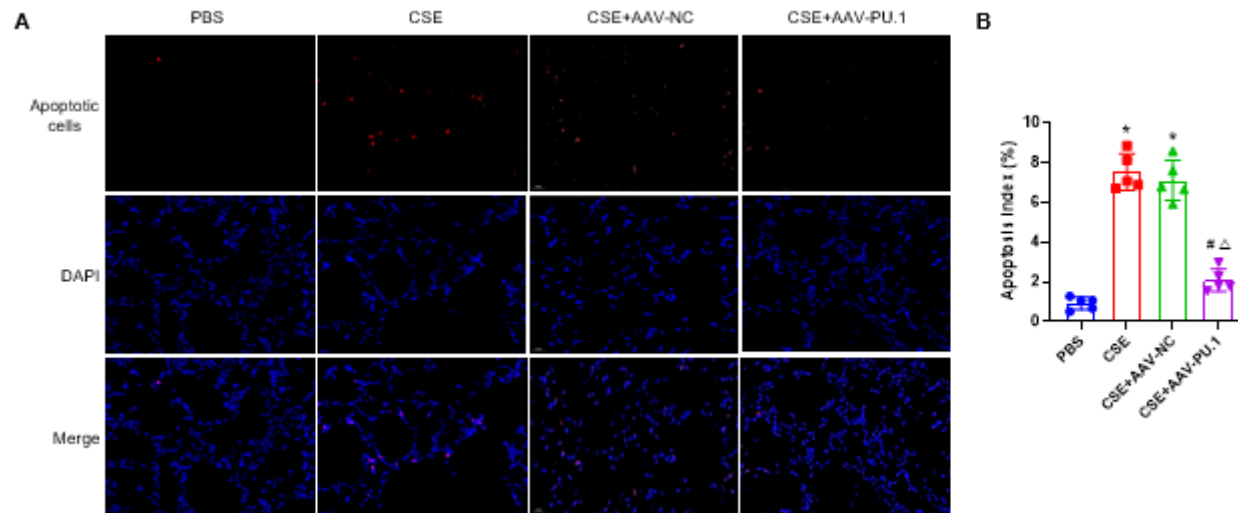 A
PBS
CSE
CSE+AAV-NC
CSE+AAV-PU.1
Apoptotic
cells
DAPI
Merge
B
Apoptosis Index (%)
10
8
6
4
2
0
*
*
# △
PBS
CSE
CSE+AAV-NC
CSE+AAV-PU.1